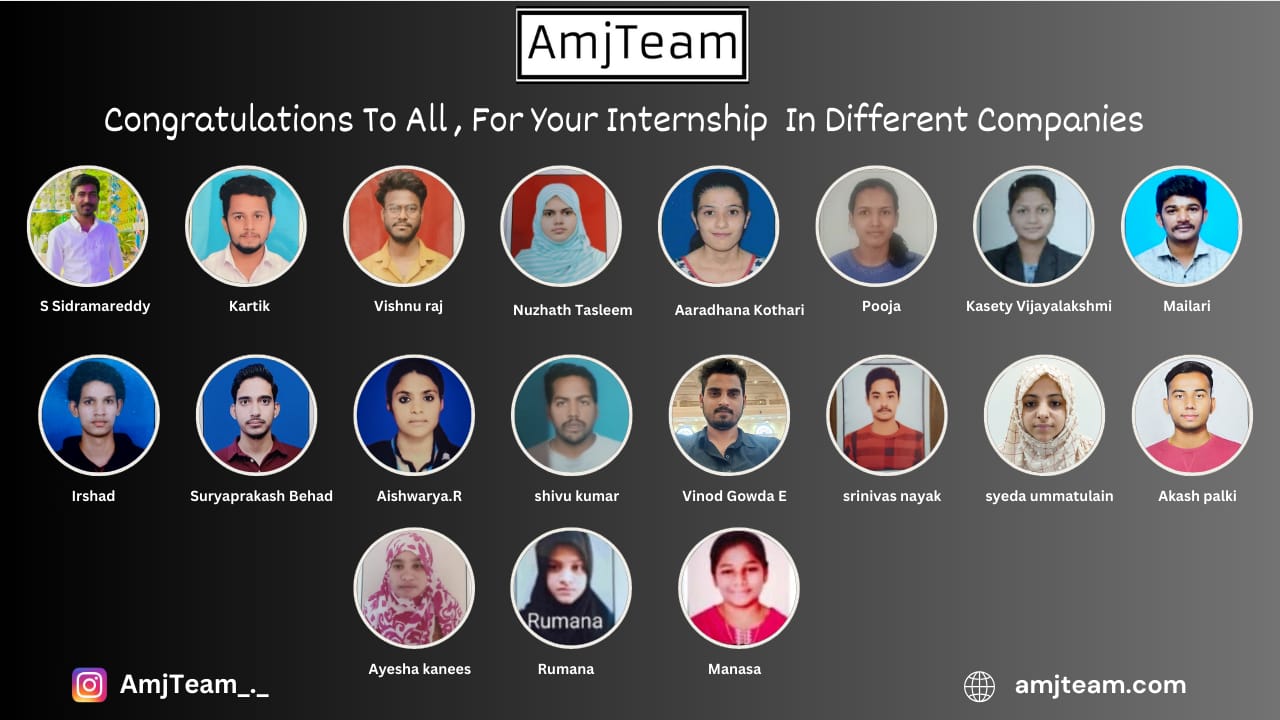 AmjTeam
Congratulations To All , For Your Internship In Different Companies
S Sidramareddy
Kartik
Vishnu raj
Nuzhath Tasleem
Aaradhana Kothari
Pooja
Kasety Vijayalakshmi
Mailari
Irshad
Suryaprakash Behad
Aishwarya.R
shivu kumar
Vinod Gowda E
srinivas nayak
syeda ummatulain
Akash palki
Rumana
Ayesha kanees
Rumana
Manasa
AmjTeam_._
amjteam.com